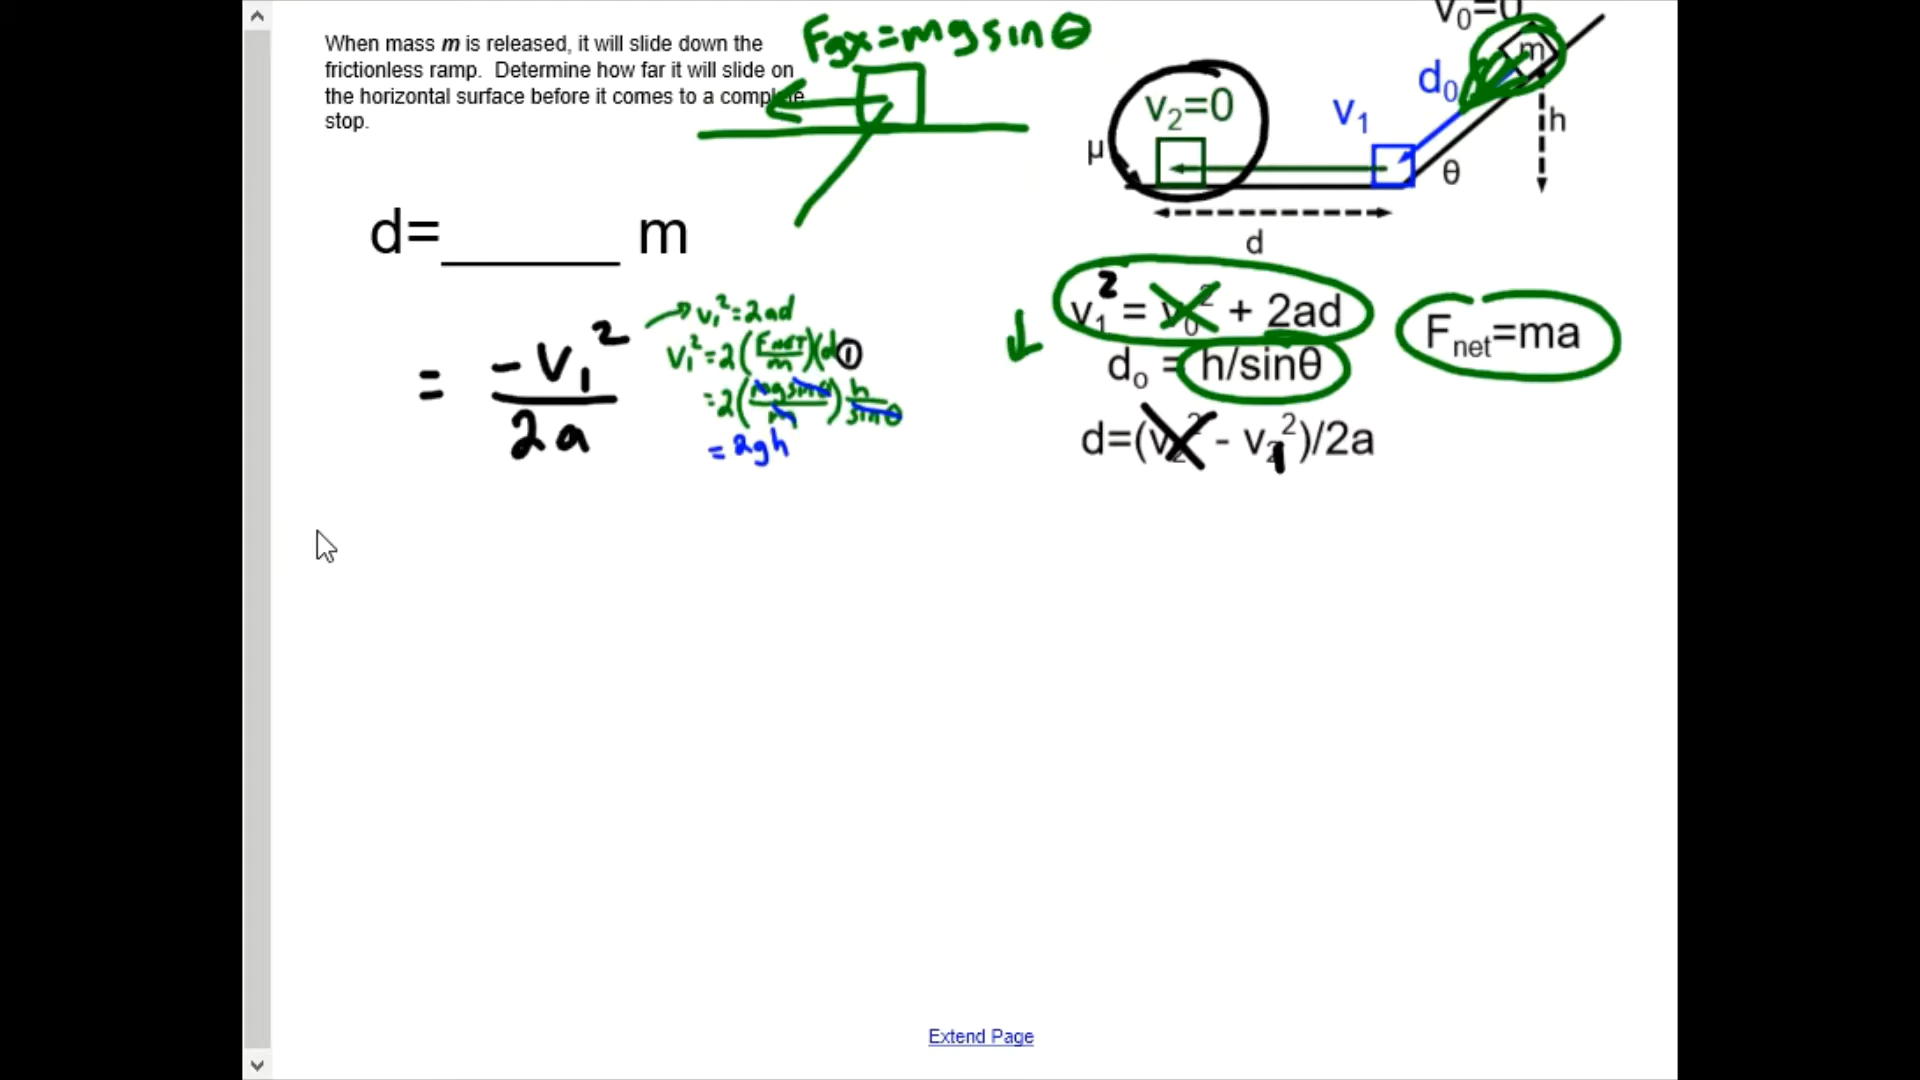 When mass m is released, it will slide down the
frictionless ramp. Determine how far it will slide on
the horizontal surface before it comes to a complete
stop.
Fgx=mgsinθ
v₀=0
m
d₀
h
v₂=0
v₁
μ
θ
d
d=______ m
= -v₁² / 2a
v₁²=2ad
v₁²=2(FNET/m)(d①
=2(mgsinθ/m) h/sinθ
=2gh
v₁² = v₀² + 2ad
Fnet=ma
d₀ = h/sinθ
d=(v₂² - v₁²)/2a
Extend Page